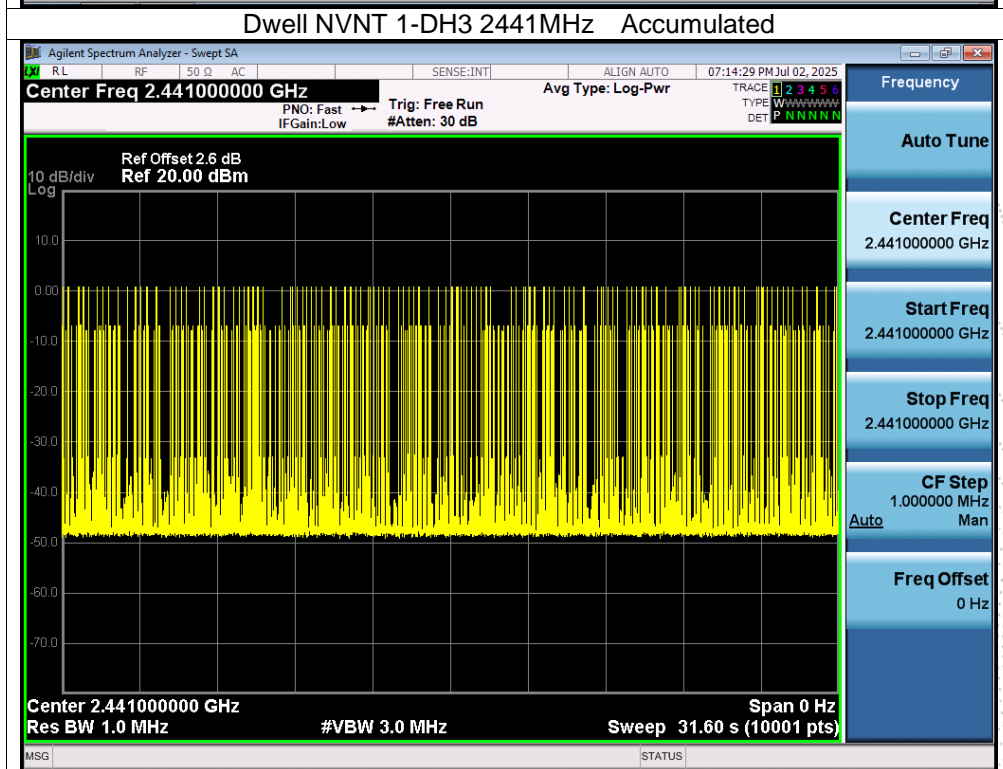 Dwell NVNT 1-DH3 2441MHz Accumulated
Agilent Spectrum Analyzer - Swept SA
LXI RL RF 50 Ω AC SENSE:INT ALIGN AUTO 07:14:29 PM Jul 02, 2025
Center Freq 2.441000000 GHz
PNO: Fast
IFGain:Low
Trig: Free Run
#Atten: 30 dB
Avg Type: Log-Pwr
TRACE 1 2 3 4 5 6
TYPE WWWWWW
DET P N N N N N
Frequency
Auto Tune
Center Freq
2.441000000 GHz
Start Freq
2.441000000 GHz
Stop Freq
2.441000000 GHz
CF Step
1.000000 MHz
Auto Man
Freq Offset
0 Hz
Ref Offset 2.6 dB
10 dB/div Ref 20.00 dBm
Log
10.0
0.00
-10.0
-20.0
-30.0
-40.0
-50.0
-60.0
-70.0
Center 2.441000000 GHz Span 0 Hz
Res BW 1.0 MHz #VBW 3.0 MHz Sweep 31.60 s (10001 pts)
MSG STATUS